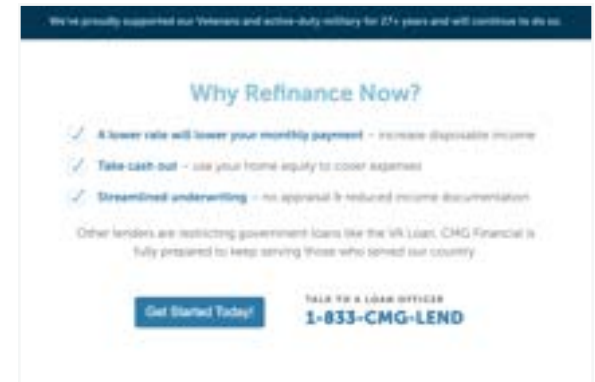 We've proudly supported our Veterans and active-duty military for 27+ years and will continue to do so.
Why Refinance Now?
A lower rate will lower your monthly payment – increase disposable income
Take cash out – use your home equity to cover expenses
Streamlined underwriting – no appraisal & reduced income documentation
Other lenders are restricting government loans like the VA Loan, CMG Financial is
fully prepared to keep serving those who served our country
Get Started Today!
TALK TO A LOAN OFFICER
1-833-CMG-LEND